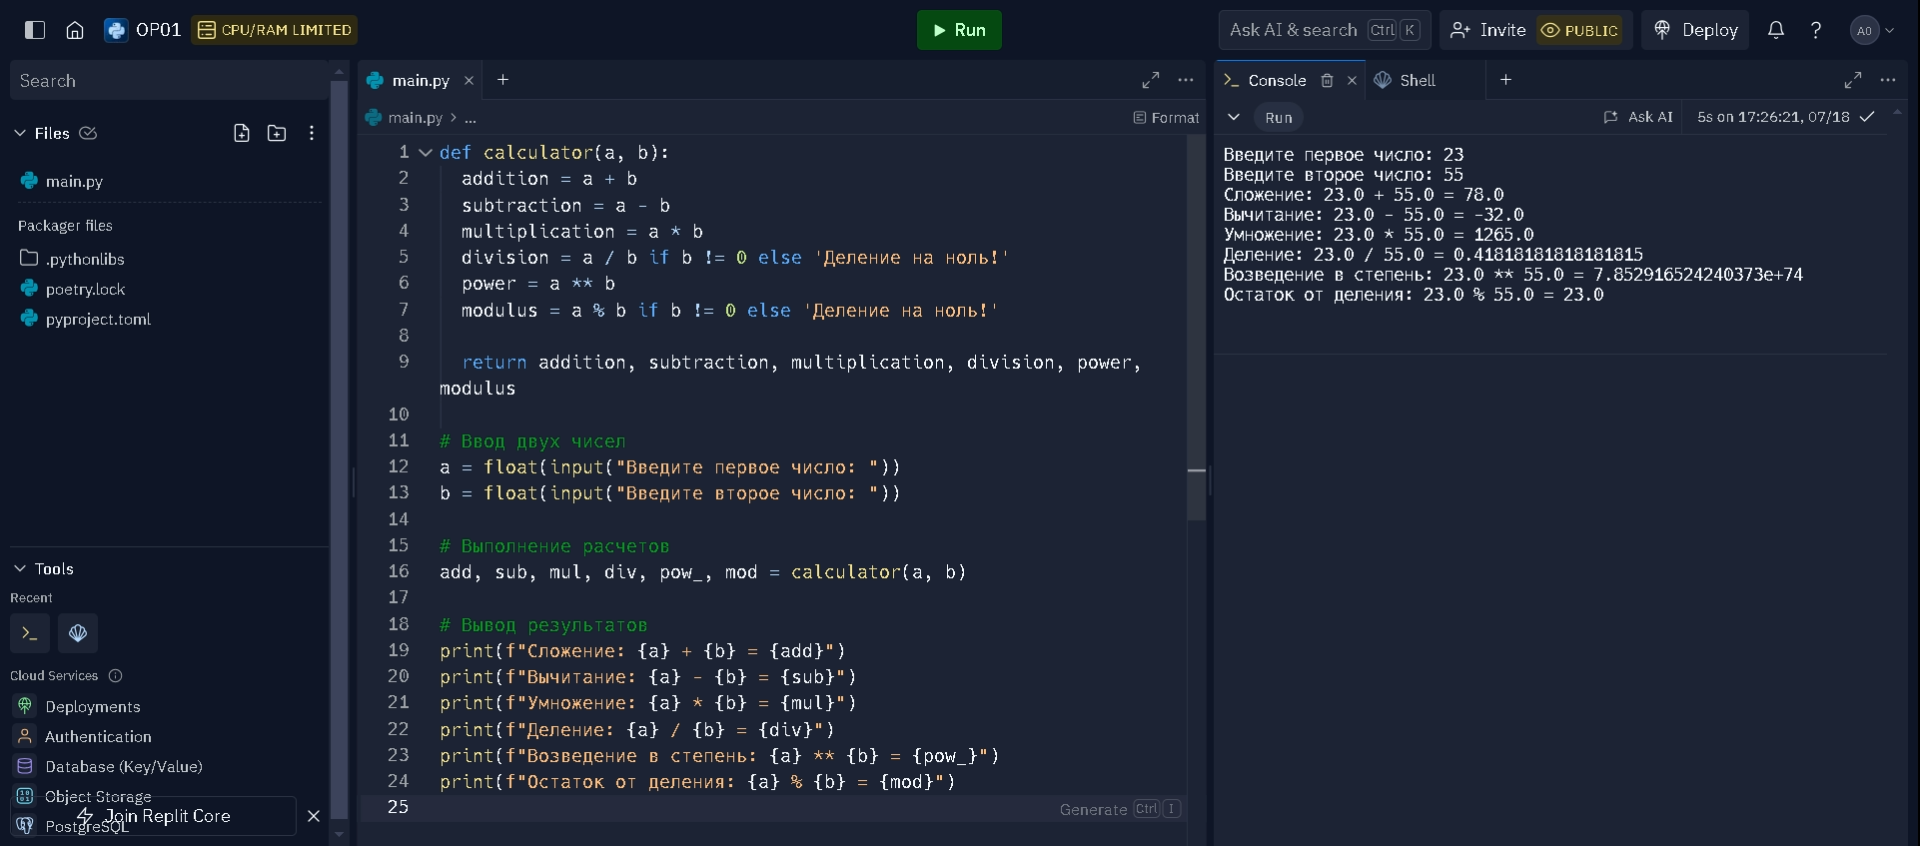 OP01 CPU/RAM LIMITED Run Ask AI & search Ctrl K Invite PUBLIC Deploy ? A0
Search
Files
main.py
Packager files
.pythonlibs
poetry.lock
pyproject.toml
Tools
Recent
Cloud Services
Deployments
Authentication
Database (Key/Value)
Object Storage
Join Replit Core
PostgreSQL
main.py × +
main.py > ...
Format
1 def calculator(a, b):
2 addition = a + b
3 subtraction = a - b
4 multiplication = a * b
5 division = a / b if b != 0 else 'Деление на ноль!'
6 power = a ** b
7 modulus = a % b if b != 0 else 'Деление на ноль!'
8
9 return addition, subtraction, multiplication, division, power,
modulus
10
11 # Ввод двух чисел
12 a = float(input("Введите первое число: "))
13 b = float(input("Введите второе число: "))
14
15 # Выполнение расчетов
16 add, sub, mul, div, pow_, mod = calculator(a, b)
17
18 # Вывод результатов
19 print(f"Сложение: {a} + {b} = {add}")
20 print(f"Вычитание: {a} - {b} = {sub}")
21 print(f"Умножение: {a} * {b} = {mul}")
22 print(f"Деление: {a} / {b} = {div}")
23 print(f"Возведение в степень: {a} ** {b} = {pow_}")
24 print(f"Остаток от деления: {a} % {b} = {mod}")
25
Generate Ctrl I
Console × Shell +
Run Ask AI 5s on 17:26:21, 07/18
Введите первое число: 23
Введите второе число: 55
Сложение: 23.0 + 55.0 = 78.0
Вычитание: 23.0 - 55.0 = -32.0
Умножение: 23.0 * 55.0 = 1265.0
Деление: 23.0 / 55.0 = 0.41818181818181815
Возведение в степень: 23.0 ** 55.0 = 7.852916524240373e+74
Остаток от деления: 23.0 % 55.0 = 23.0